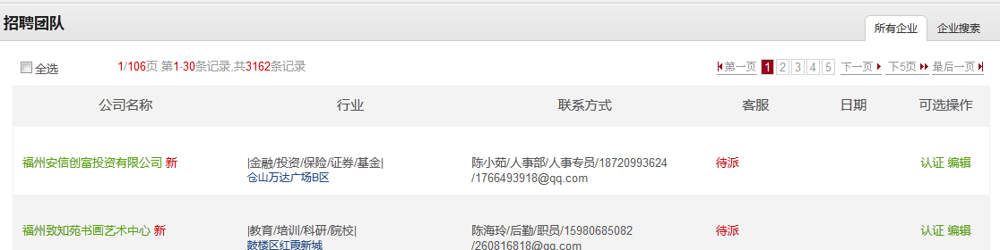 招聘团队
所有企业 企业搜索
全选 1/106页 第1-30条记录,共3162条记录 第一页 1 2 3 4 5 下一页 下5页 最后一页
公司名称 行业 联系方式 客服 日期 可选操作
福州安信创富投资有限公司 新 |金融/投资/保险/证券/基金| 陈小茹/人事部/人事专员/18720993624 待派 认证 编辑
仓山万达广场B区 /1766493918@qq.com
福州致知苑书画艺术中心 新 |教育/培训/科研/院校| 陈海玲/后勤/职员/15980685082 待派 认证 编辑
鼓楼区红霞新城 /260816818@qq.com